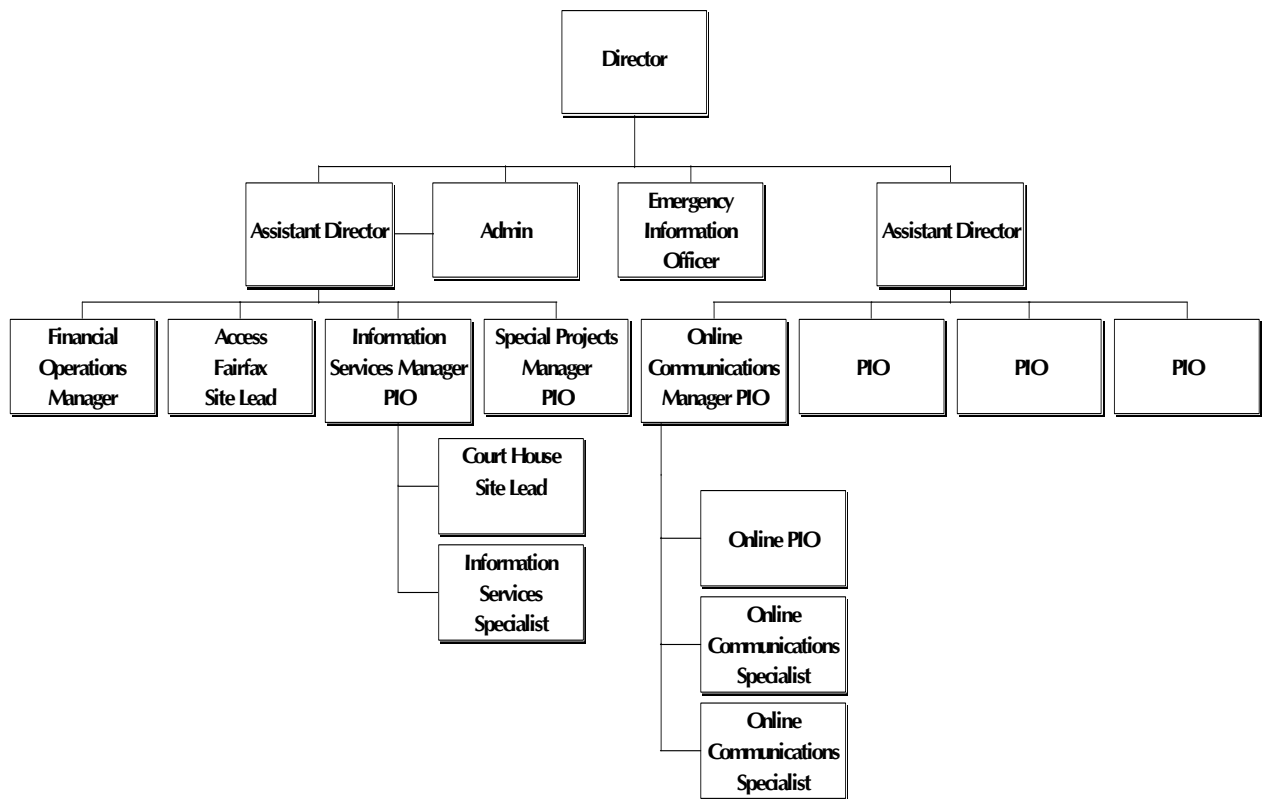 Director
Assistant Director
Admin
Emergency
Information
Officer
Assistant Director
Financial
Operations
Manager
Access
Fairfax
Site Lead
Information
Services Manager
PIO
Special Projects
Manager
PIO
Online
Communications
Manager PIO
PIO
PIO
PIO
Court House
Site Lead
Information
Services
Specialist
Online PIO
Online
Communications
Specialist
Online
Communications
Specialist